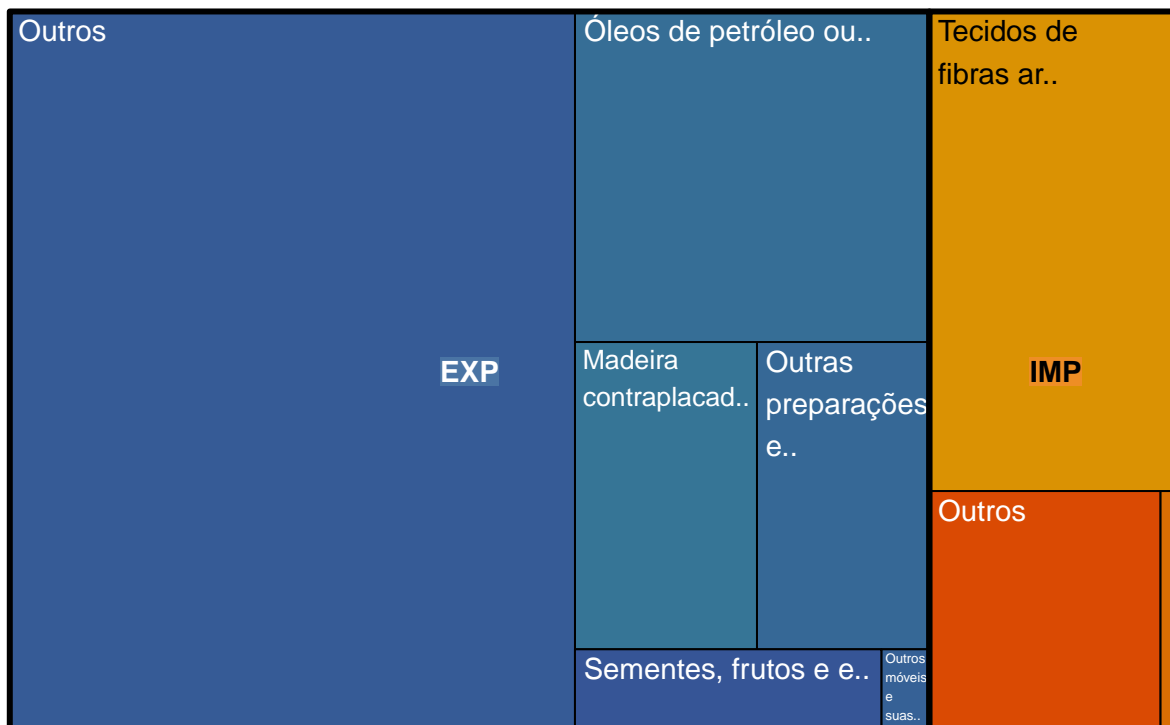 Outros
Óleos de petróleo ou..
Tecidos de
fibras ar..
EXP
Madeira
contraplacad..
Outras
preparações
e..
IMP
Outros
Sementes, frutos e e..
Outros
móveis
e
suas..